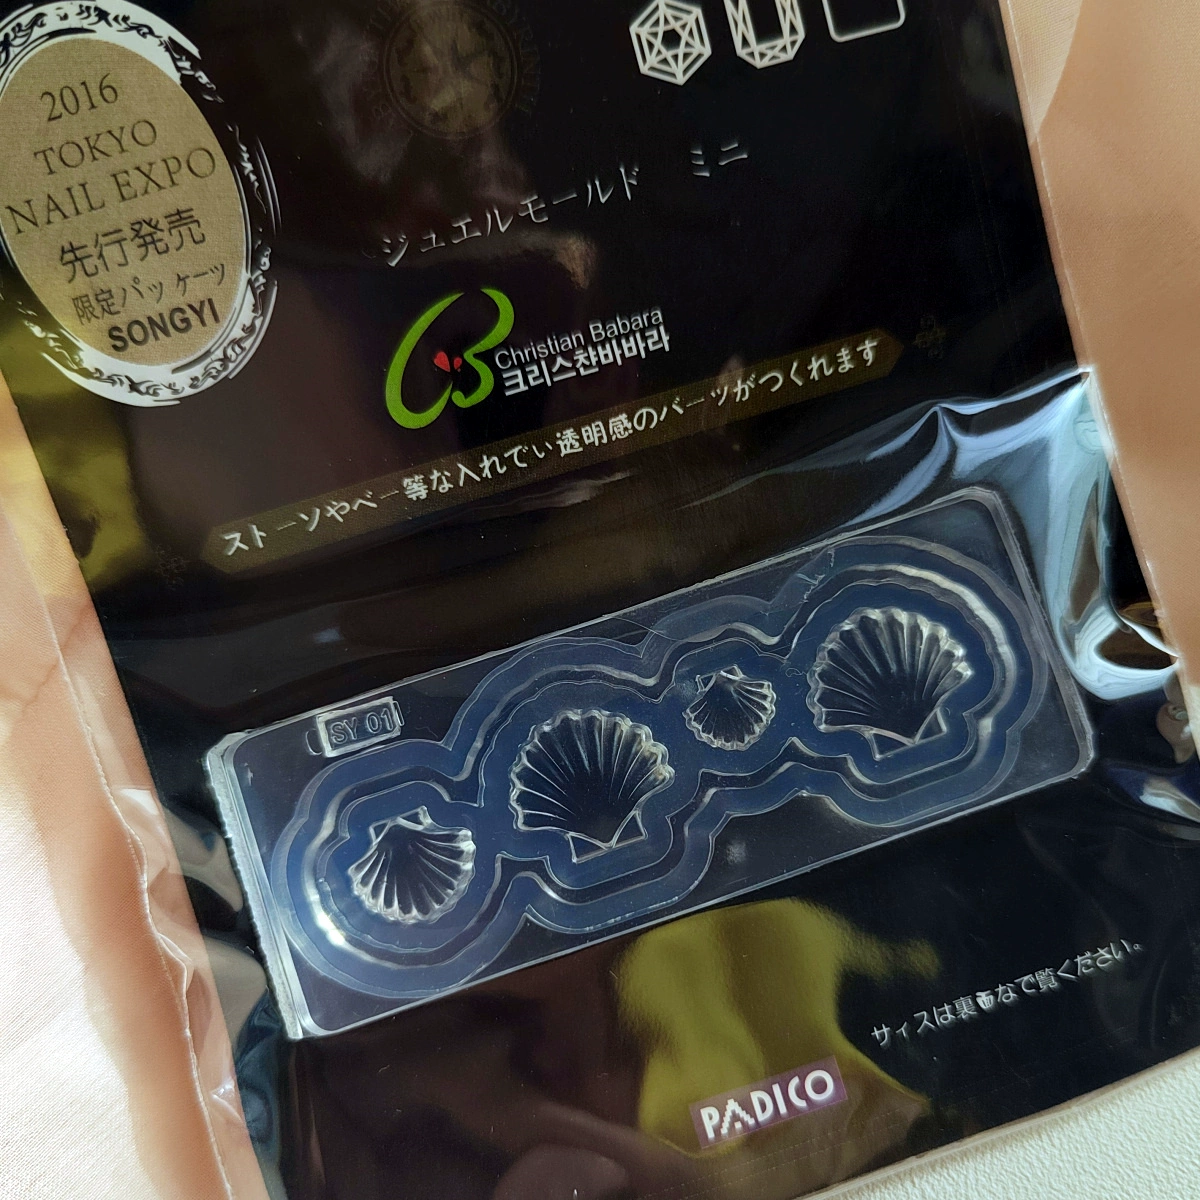 2016
TOKYO
NAIL EXPO
先行発売
限定パッケーツ
SONGYI
ジュエルモールド ミニ
Christian Babara
크리스챤바바라
ストーソやベー等な入れでい透明感のパーツがつくれます
SY 01
サィスは裏面なで覧ください。
PADICO